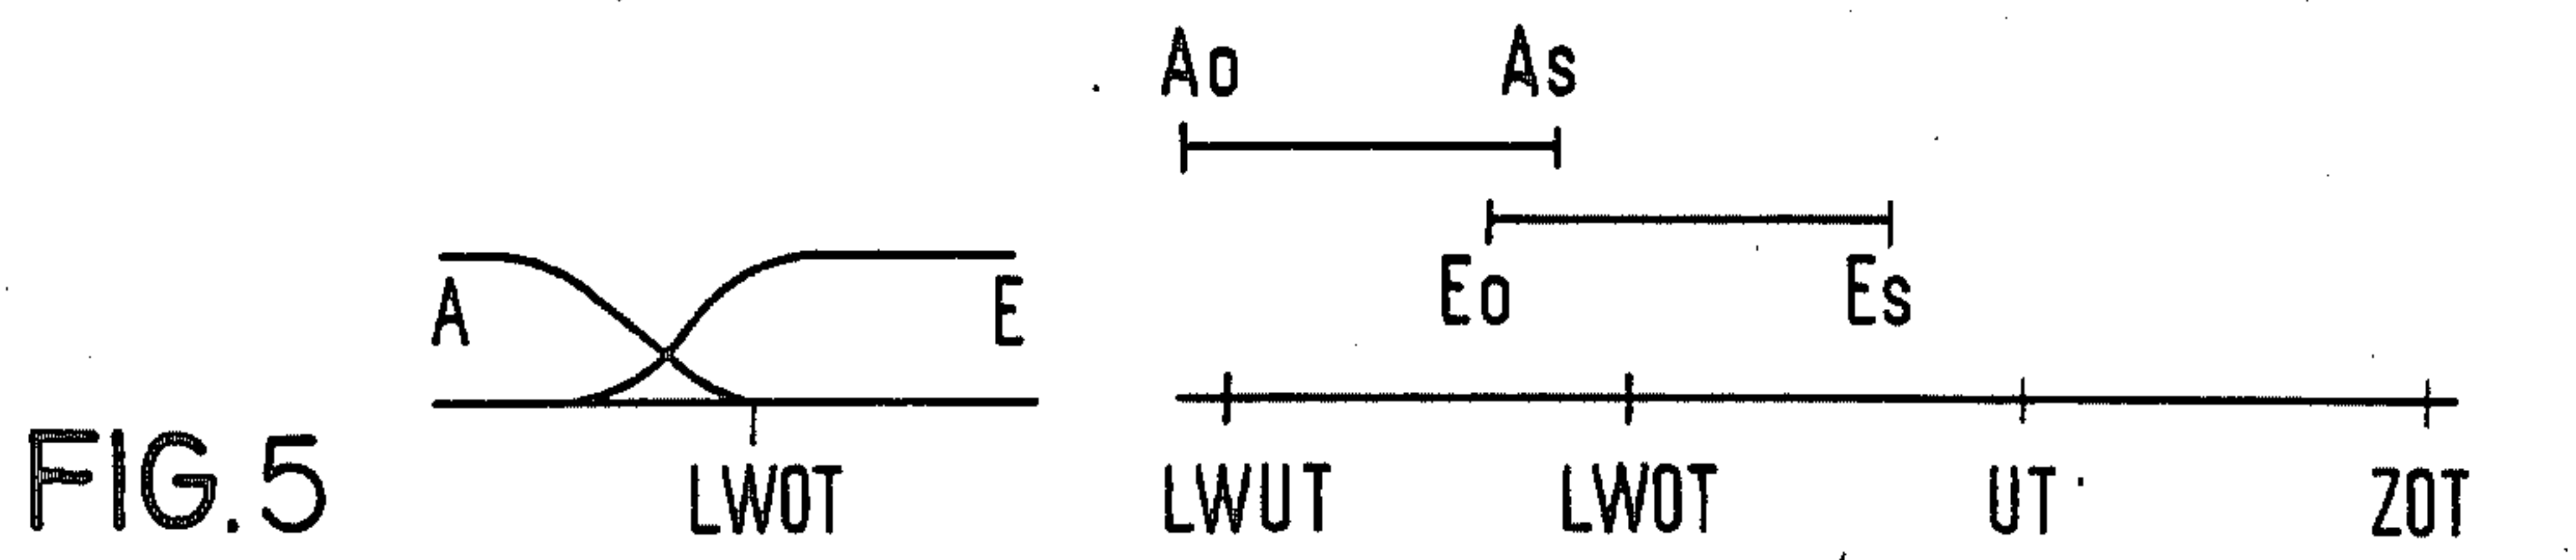 Ao As
Eo Es
A E
FIG. 5
LWOT LWUT LWOT UT ZOT